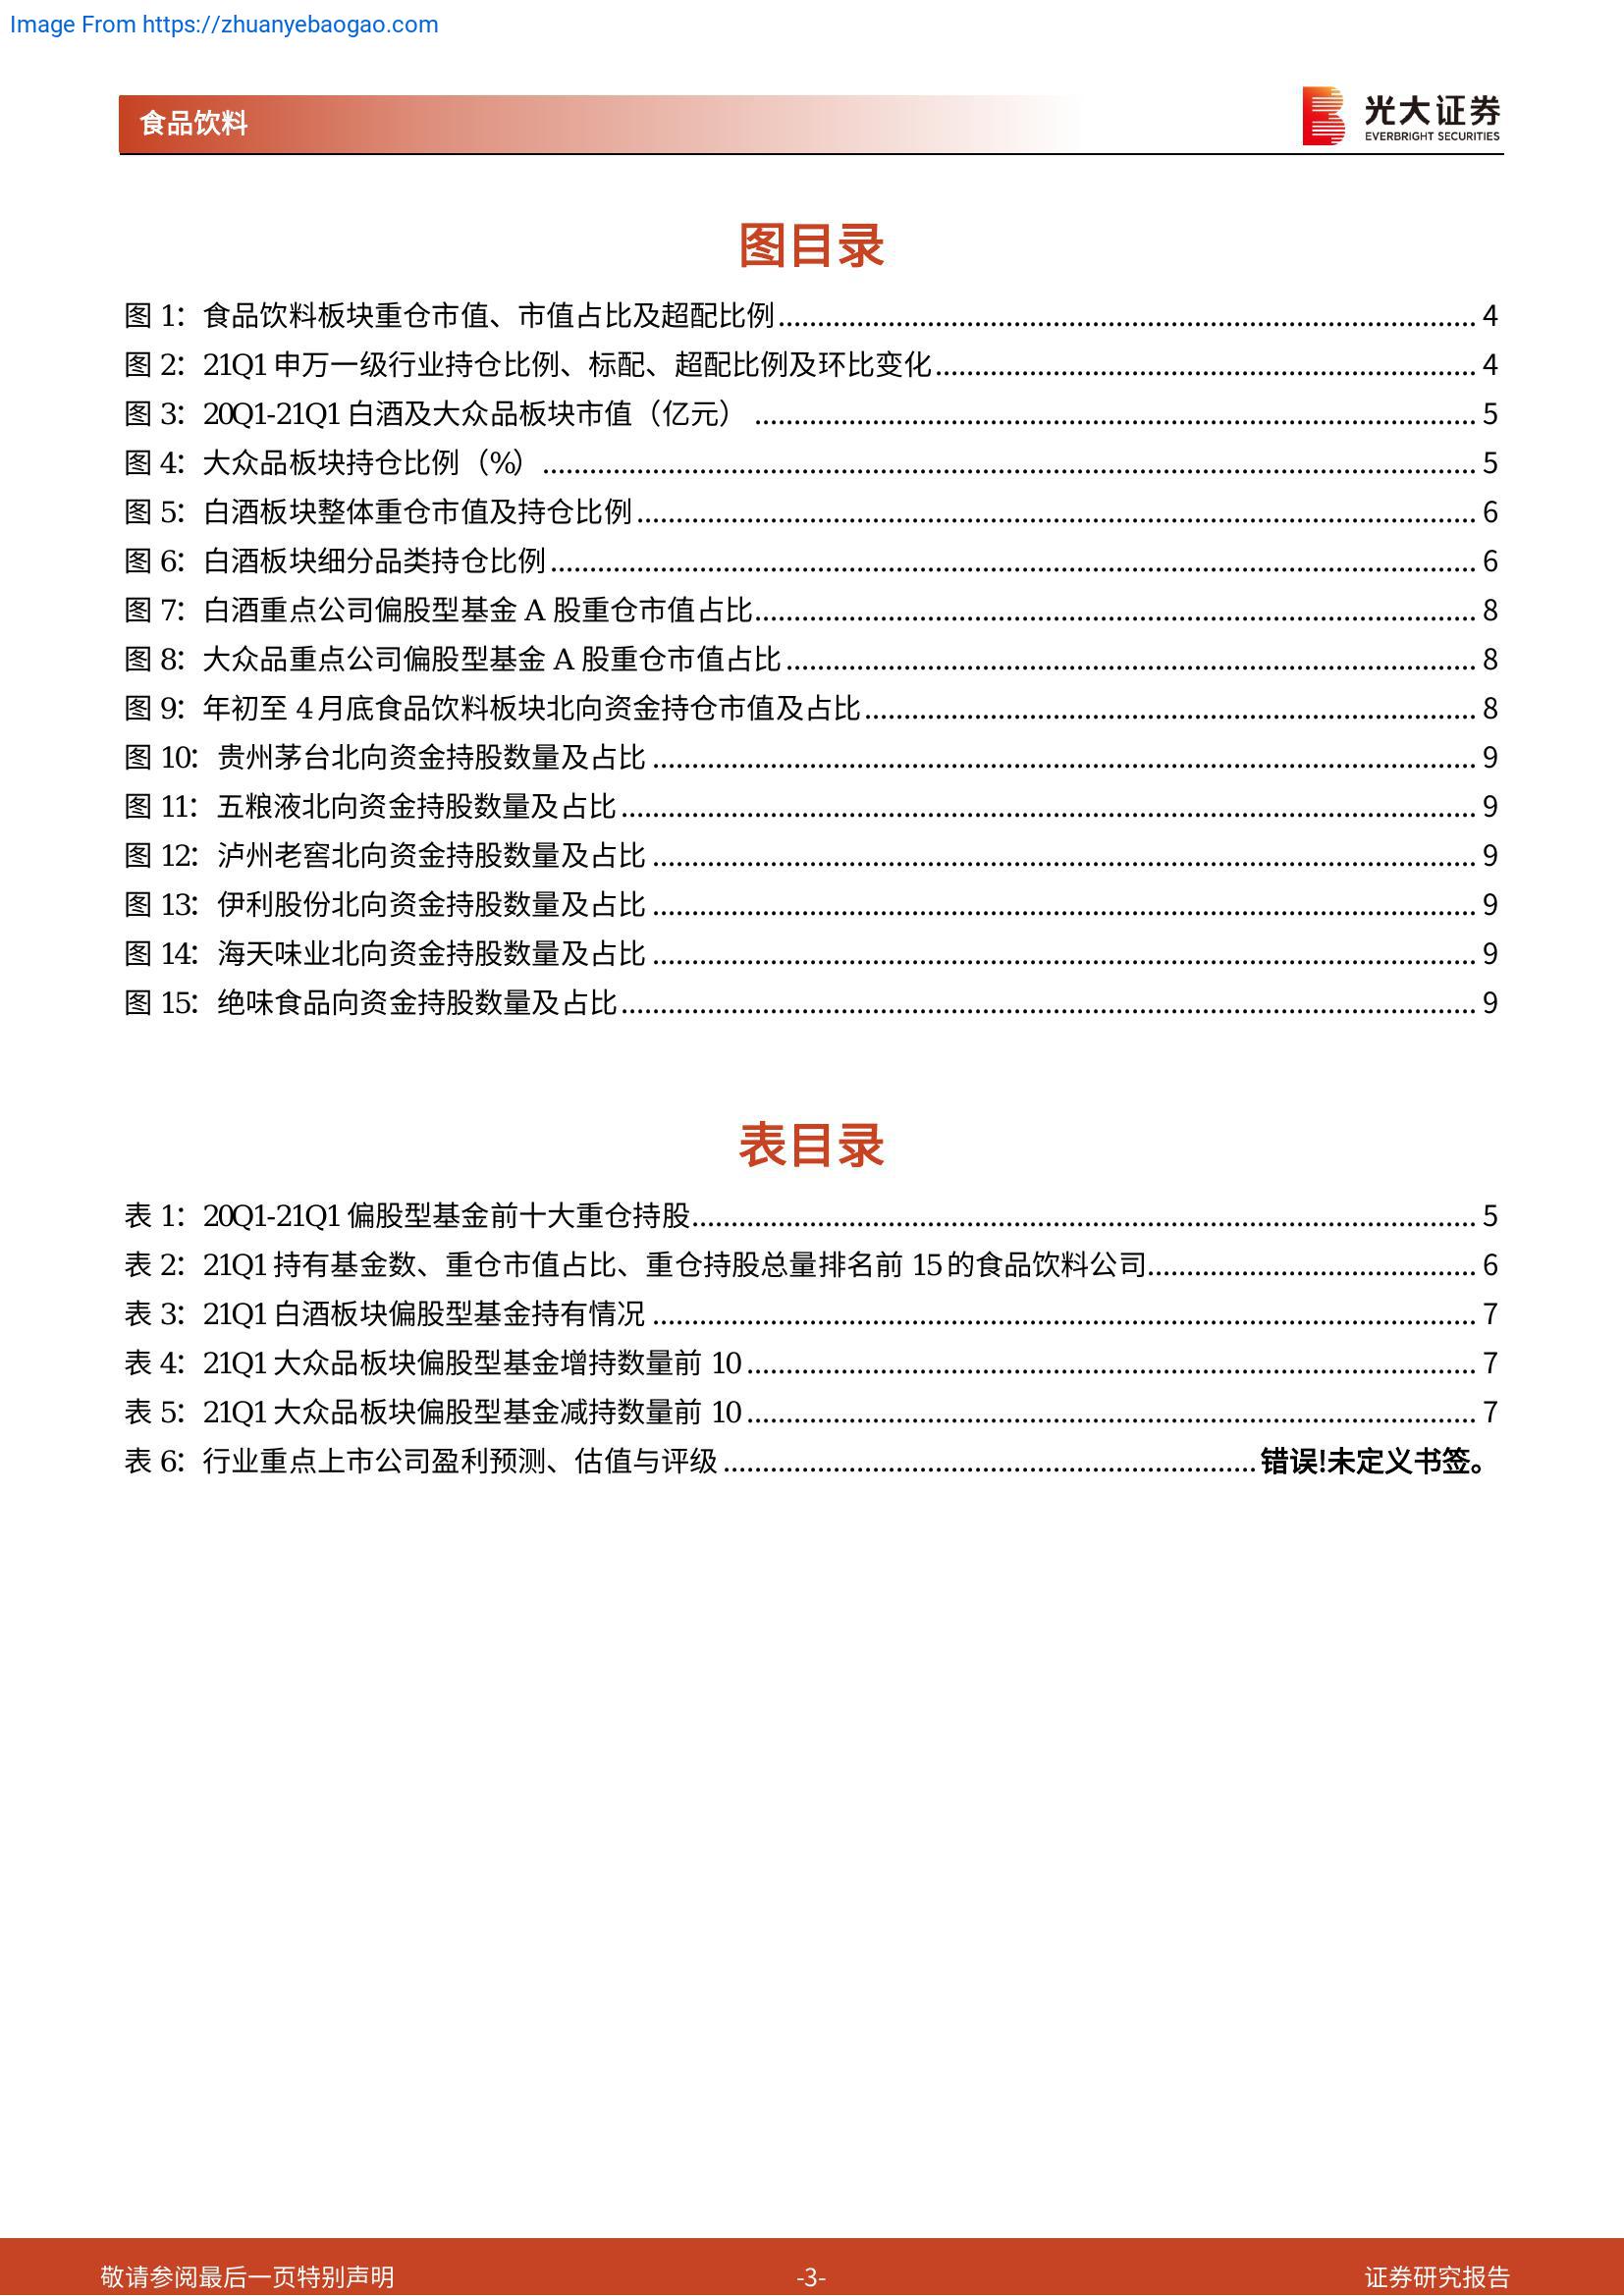 Image From https://zhuanyebaogao.com
食品饮料
光大证券
EVERBRIGHT SECURITIES
图目录
图 1：食品饮料板块重仓市值、市值占比及超配比例 4
图 2：21Q1 申万一级行业持仓比例、标配、超配比例及环比变化 4
图 3：20Q1-21Q1 白酒及大众品板块市值（亿元） 5
图 4：大众品板块持仓比例（%） 5
图 5：白酒板块整体重仓市值及持仓比例 6
图 6：白酒板块细分品类持仓比例 6
图 7：白酒重点公司偏股型基金 A 股重仓市值占比 8
图 8：大众品重点公司偏股型基金 A 股重仓市值占比 8
图 9：年初至 4 月底食品饮料板块北向资金持仓市值及占比 8
图 10：贵州茅台北向资金持股数量及占比 9
图 11：五粮液北向资金持股数量及占比 9
图 12：泸州老窖北向资金持股数量及占比 9
图 13：伊利股份北向资金持股数量及占比 9
图 14：海天味业北向资金持股数量及占比 9
图 15：绝味食品向资金持股数量及占比 9
表目录
表 1：20Q1-21Q1 偏股型基金前十大重仓持股 5
表 2：21Q1 持有基金数、重仓市值占比、重仓持股总量排名前 15 的食品饮料公司 6
表 3：21Q1 白酒板块偏股型基金持有情况 7
表 4：21Q1 大众品板块偏股型基金增持数量前 10 7
表 5：21Q1 大众品板块偏股型基金减持数量前 10 7
表 6：行业重点上市公司盈利预测、估值与评级 错误!未定义书签。
敬请参阅最后一页特别声明
-3-
证券研究报告